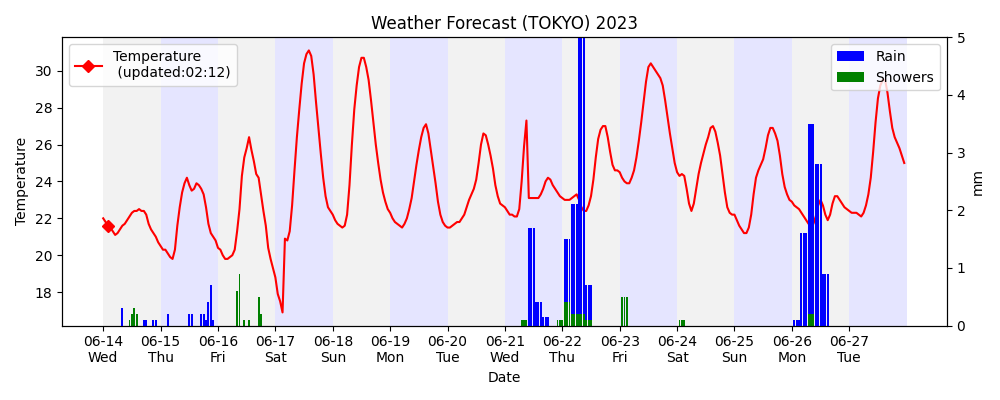 Weather Forecast (TOKYO) 2023
Temperature
(updated:02:12)
Rain
Showers
Temperature
30
28
26
24
22
20
18
5
4
3
2
1
0
mm
06-14 06-15 06-16 06-17 06-18 06-19 06-20 06-21 06-22 06-23 06-24 06-25 06-26 06-27
Wed Thu Fri Sat Sun Mon Tue Wed Thu Fri Sat Sun Mon Tue
Date